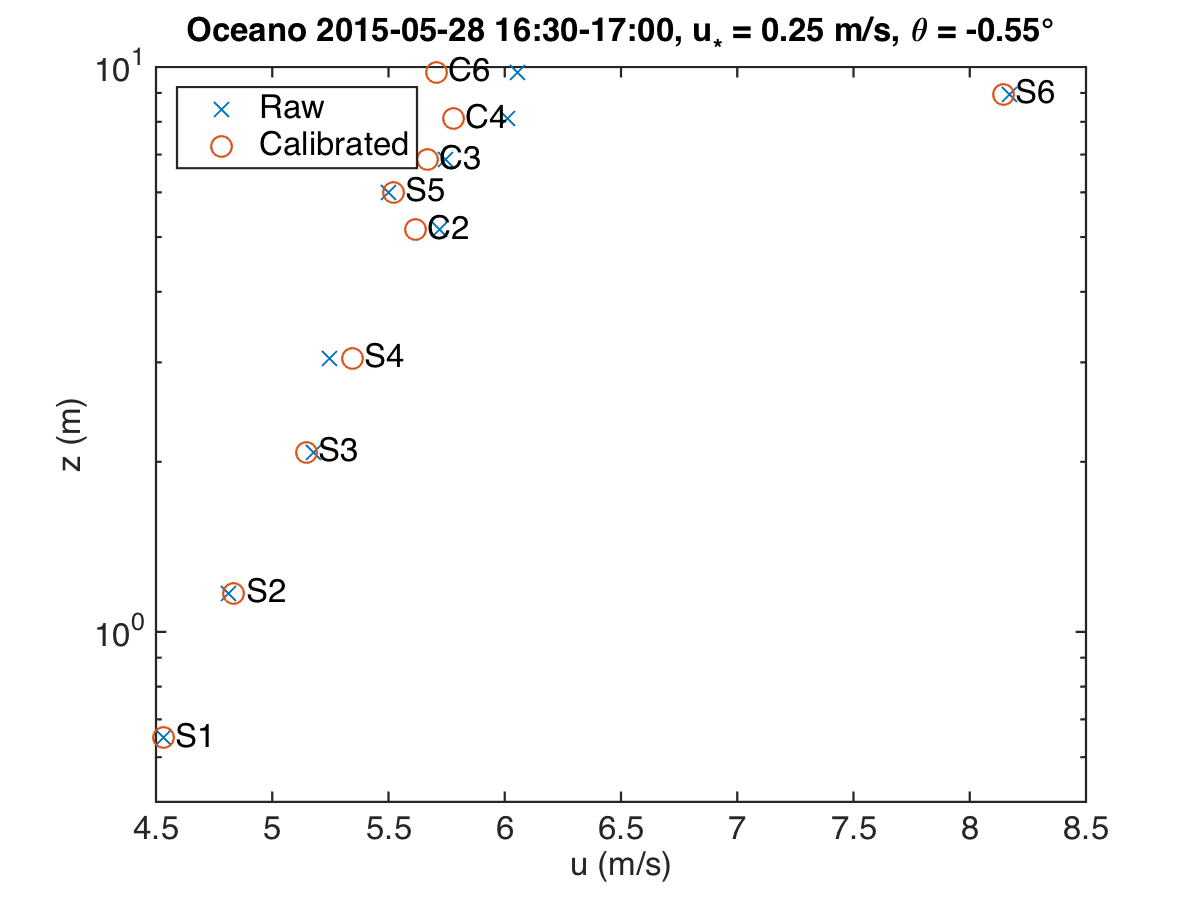 Oceano 2015-05-28 16:30-17:00, u* = 0.25 m/s, θ = -0.55°
10^1
C6
S6
Raw
C4
Calibrated
C3
S5
C2
S4
z (m)
S3
S2
10^0
S1
4.5 5 5.5 6 6.5 7 7.5 8 8.5
u (m/s)